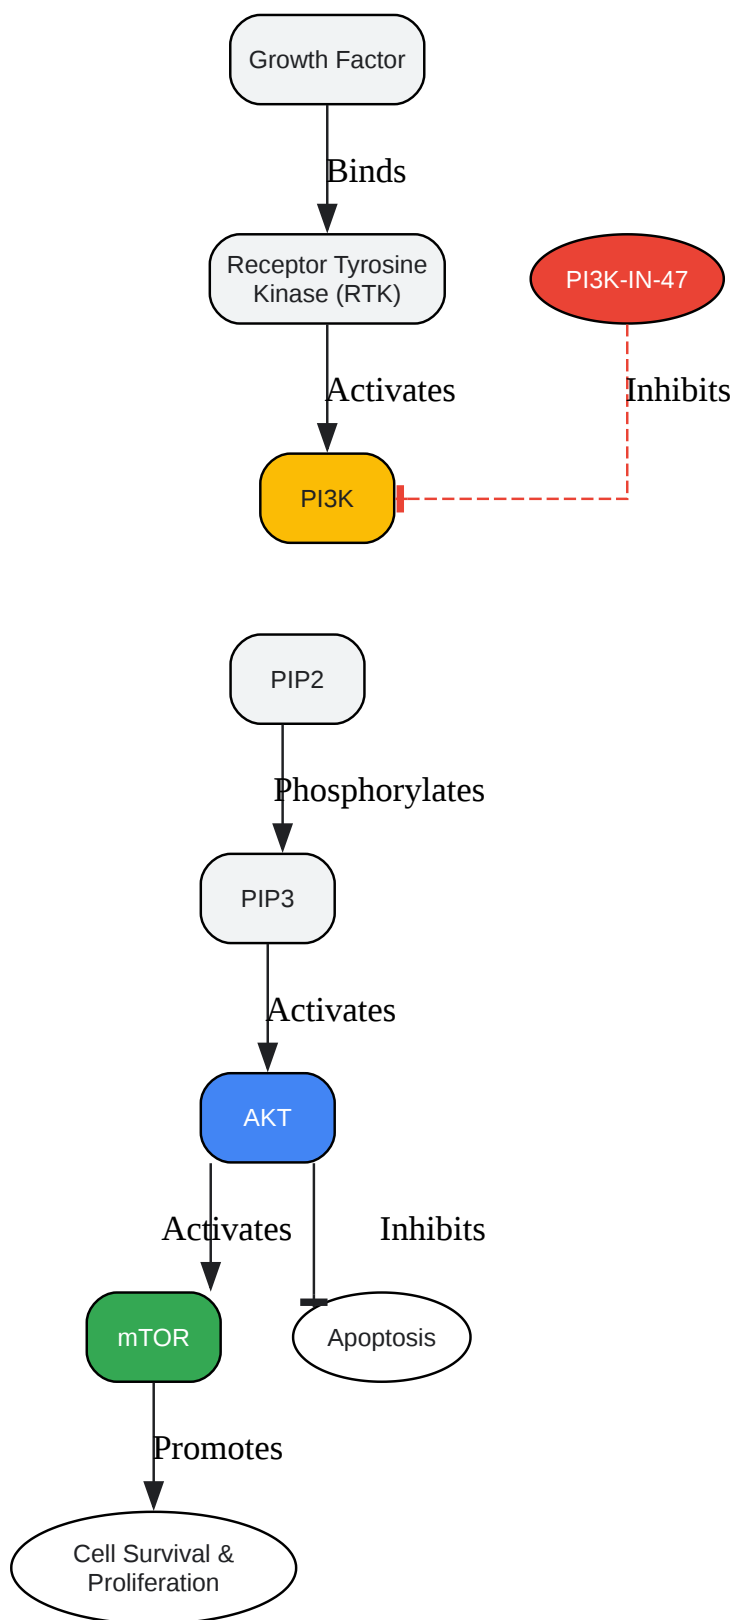 Growth Factor
Binds
Receptor Tyrosine
Kinase (RTK)
PI3K-IN-47
Activates
Inhibits
PI3K
PIP2
Phosphorylates
PIP3
Activates
AKT
Activates
Inhibits
mTOR
Apoptosis
Promotes
Cell Survival &
Proliferation